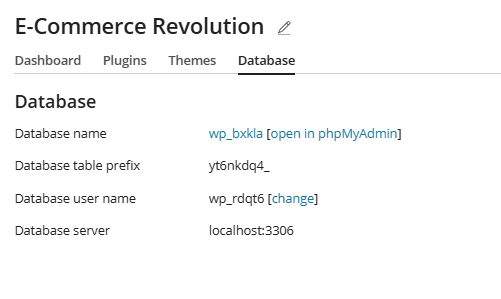 E-Commerce Revolution
Dashboard Plugins Themes Database
Database
Database name wp_bxkla [open in phpMyAdmin]
Database table prefix yt6nkdq4_
Database user name wp_rdqt6 [change]
Database server localhost:3306